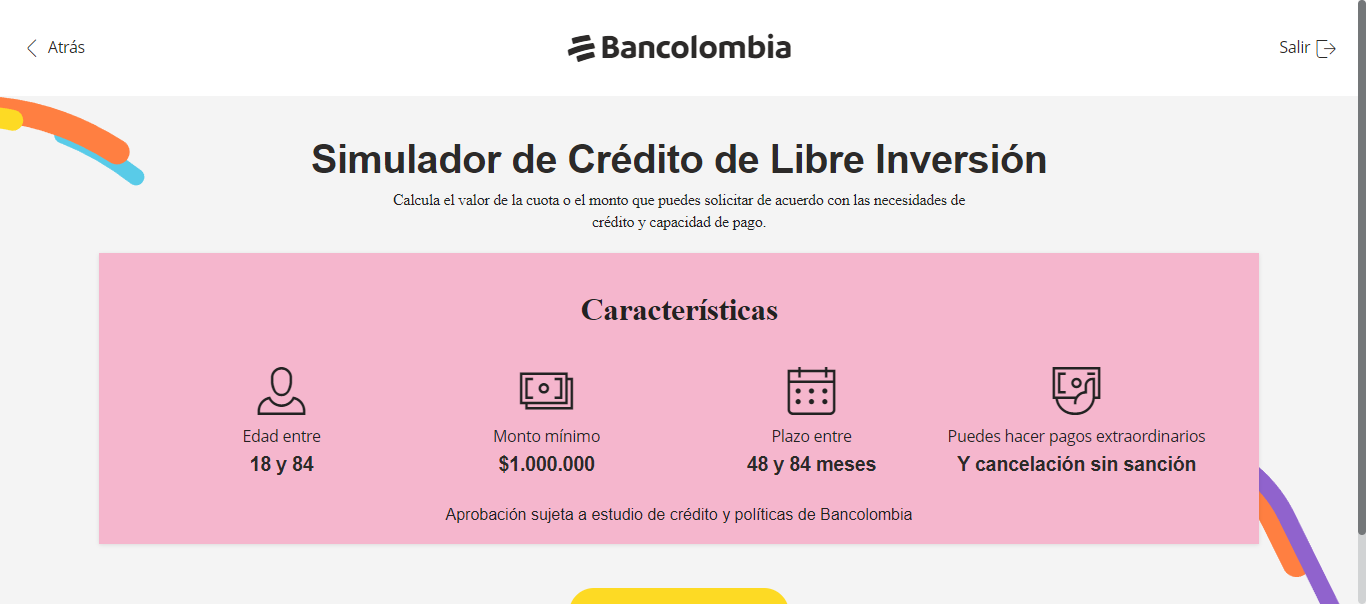 Atrás
Bancolombia
Salir
Simulador de Crédito de Libre Inversión
Calcula el valor de la cuota o el monto que puedes solicitar de acuerdo con las necesidades de
crédito y capacidad de pago.
Características
Edad entre
18 y 84
Monto mínimo
$1.000.000
Plazo entre
48 y 84 meses
Puedes hacer pagos extraordinarios
Y cancelación sin sanción
Aprobación sujeta a estudio de crédito y políticas de Bancolombia